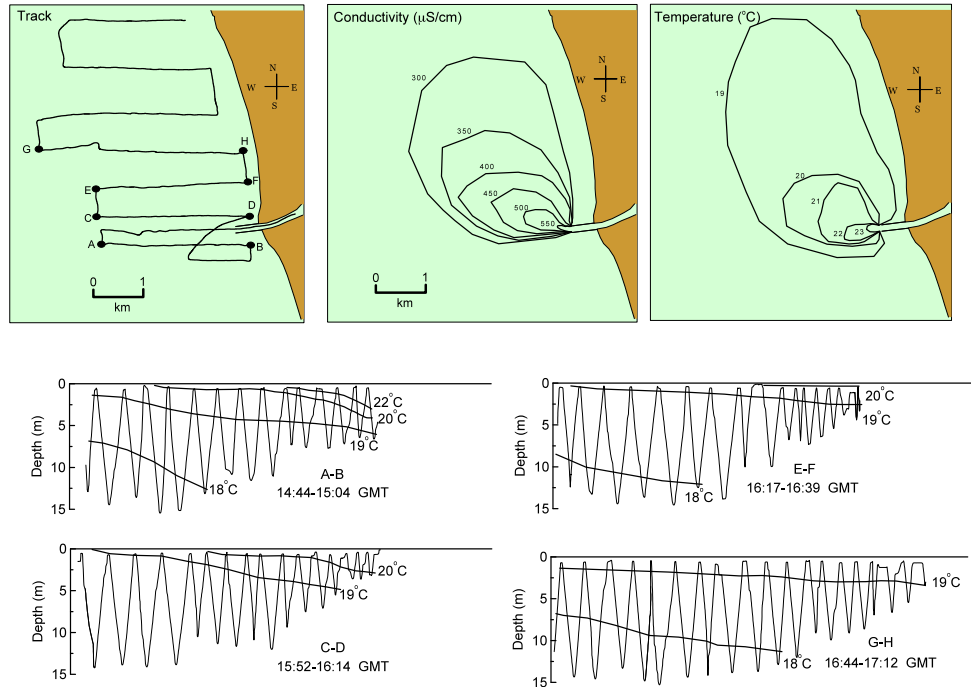 Track
N
W E
S
G
H
E
F
C
D
A
B
0 1
km
Conductivity (μS/cm)
300
N
W E
S
350
400
450
500
550
0 1
km
Temperature (°C)
19
N
W E
S
20
21
22
23
0
5
10
15
Depth (m)
22°C
20°C
19°C
18°C
A-B
14:44-15:04 GMT
0
5
10
15
Depth (m)
20°C
19°C
18°C
E-F
16:17-16:39 GMT
0
5
10
15
Depth (m)
20°C
19°C
C-D
15:52-16:14 GMT
0
5
10
15
Depth (m)
19°C
18°C
G-H
16:44-17:12 GMT